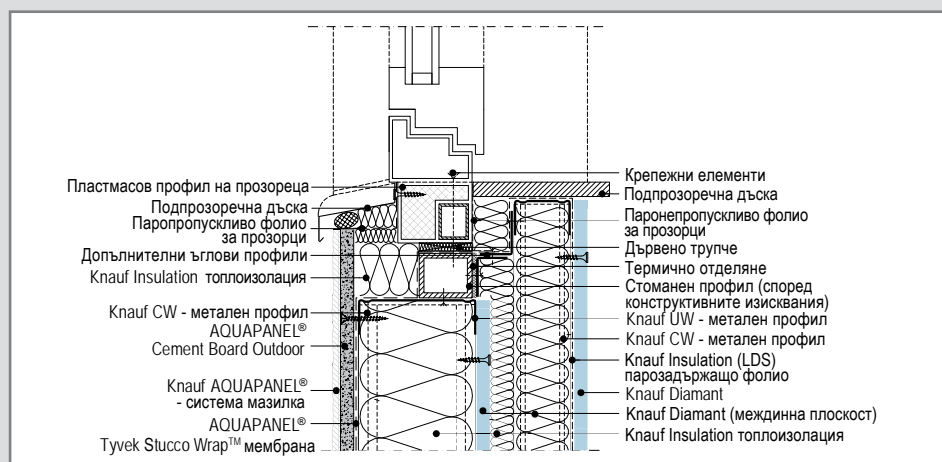 Пластмасов профил на прозореца
Подпрозоречна дъска
Паропропускливо фолио
за прозорци
Допълнителни ъглови профили
Knauf Insulation топлоизолация
Knauf CW - метален профил
AQUAPANEL®
Cement Board Outdoor
Knauf AQUAPANEL®
- система мазилка
AQUAPANEL®
Tyvek Stucco Wrap™ мембрана
Крепежни елементи
Подпрозоречна дъска
Паронепропускливо фолио
за прозорци
Дървено трупче
Термично отделяне
Стоманен профил (според
конструктивните изисквания)
Knauf UW - метален профил
Knauf CW - метален профил
Knauf Insulation (LDS)
парозадържащо фолио
Knauf Diamant
Knauf Diamant (междинна плоскост)
Knauf Insulation топлоизолация